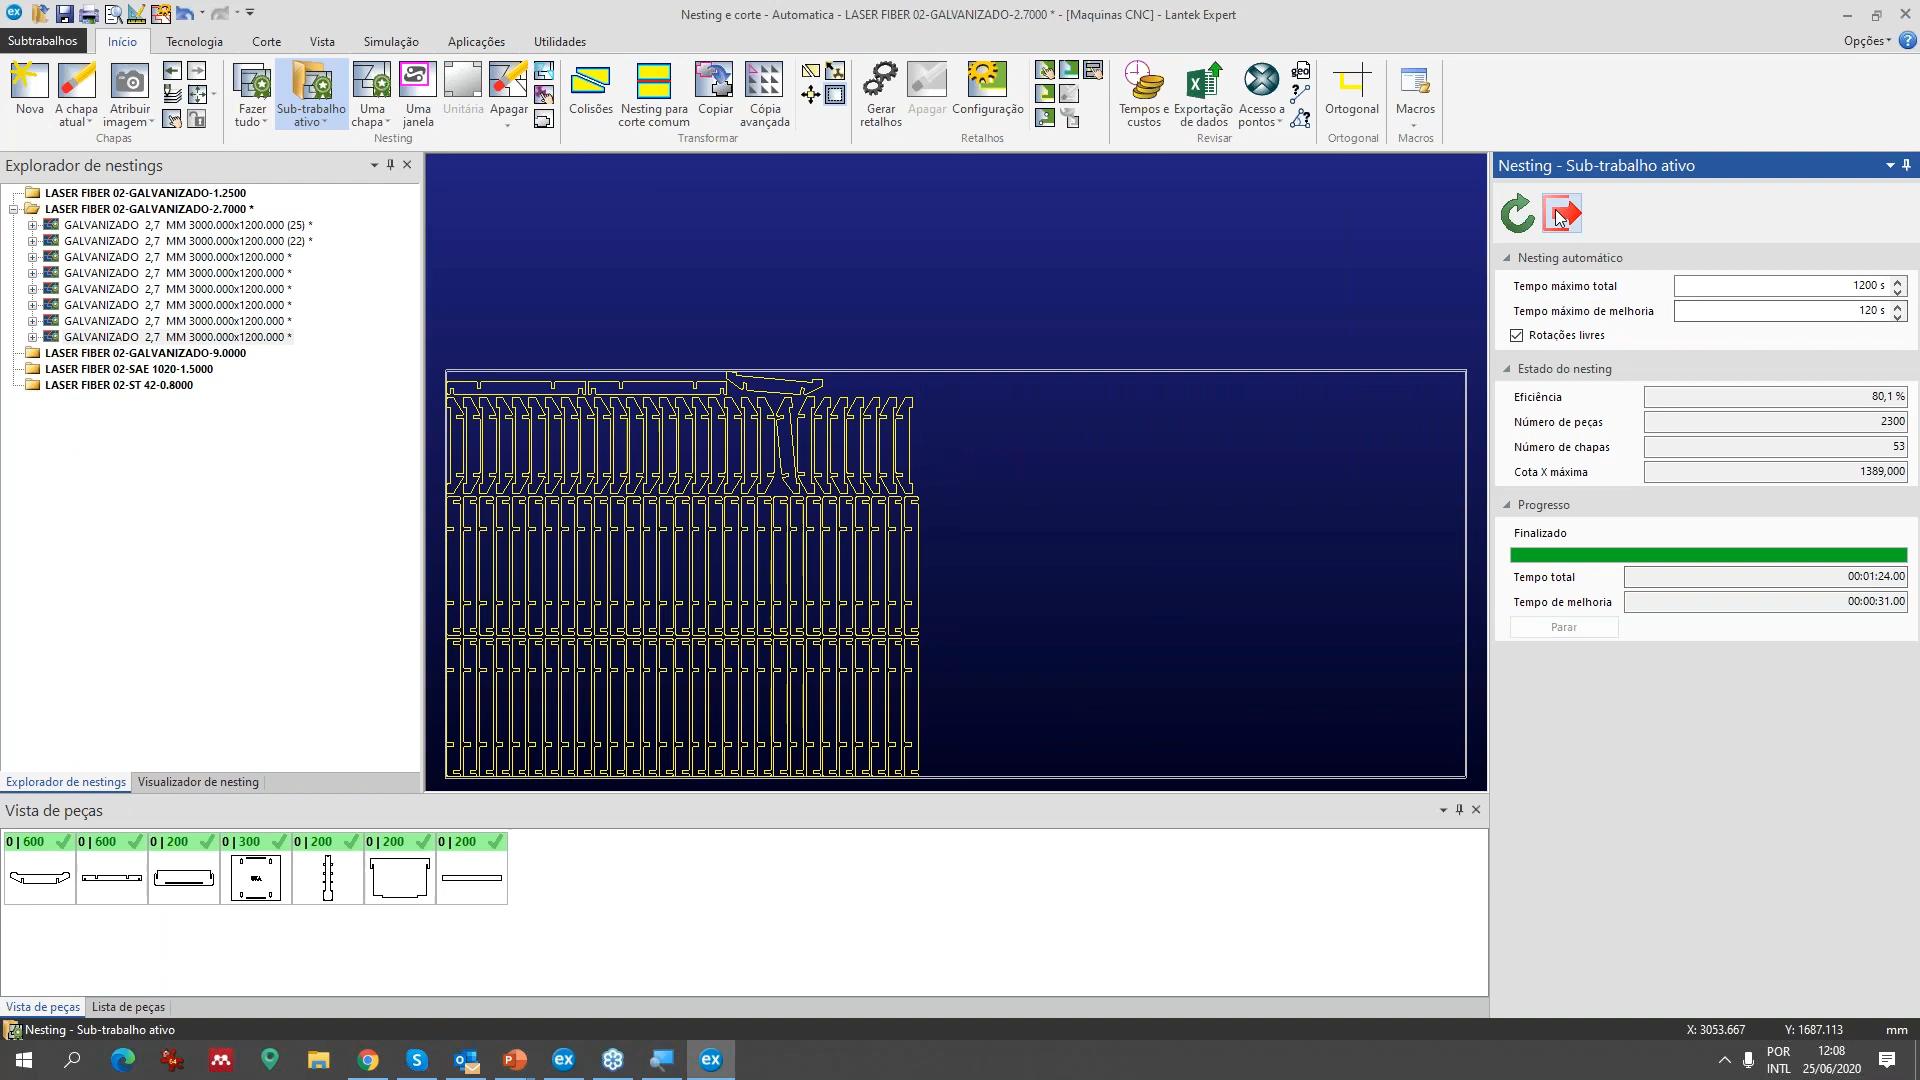 Nesting e corte - Automatica - LASER FIBER 02-GALVANIZADO-2.7000 * - [Maquinas CNC] - Lantek Expert
Subtrabalhos
Início
Tecnologia
Corte
Vista
Simulação
Aplicações
Utilidades
Opções
Nova
A chapa atual
Atribuir imagem
Chapas
Fazer tudo
Sub-trabalho ativo
Uma chapa
Uma janela
Unitária
Apagar
Nesting
Colisões
Nesting para corte comum
Copiar
Cópia avançada
Transformar
Gerar retalhos
Apagar
Configuração
Retalhos
Tempos e custos
Exportação de dados
Acesso a pontos
Revisar
Ortogonal
Ortogonal
Macros
Macros
Explorador de nestings
LASER FIBER 02-GALVANIZADO-1.2500
LASER FIBER 02-GALVANIZADO-2.7000 *
GALVANIZADO 2,7 MM 3000.000x1200.000 (25) *
GALVANIZADO 2,7 MM 3000.000x1200.000 (22) *
GALVANIZADO 2,7 MM 3000.000x1200.000 *
GALVANIZADO 2,7 MM 3000.000x1200.000 *
GALVANIZADO 2,7 MM 3000.000x1200.000 *
GALVANIZADO 2,7 MM 3000.000x1200.000 *
GALVANIZADO 2,7 MM 3000.000x1200.000 *
GALVANIZADO 2,7 MM 3000.000x1200.000 *
LASER FIBER 02-GALVANIZADO-9.0000
LASER FIBER 02-SAE 1020-1.5000
LASER FIBER 02-ST 42-0.8000
Explorador de nestings
Visualizador de nesting
Nesting - Sub-trabalho ativo
Nesting automático
Tempo máximo total 1200 s
Tempo máximo de melhoria 120 s
Rotações livres
Estado do nesting
Eficiência 80,1 %
Número de peças 2300
Número de chapas 53
Cota X máxima 1389,000
Progresso
Finalizado
Tempo total 00:01:24.00
Tempo de melhoria 00:00:31.00
Parar
Vista de peças
0 | 600
0 | 600
0 | 200
0 | 300
0 | 200
0 | 200
0 | 200
Vista de peças
Lista de peças
Nesting - Sub-trabalho ativo
X: 3053.667
Y: 1687.113
mm
POR
INTL
12:08
25/06/2020